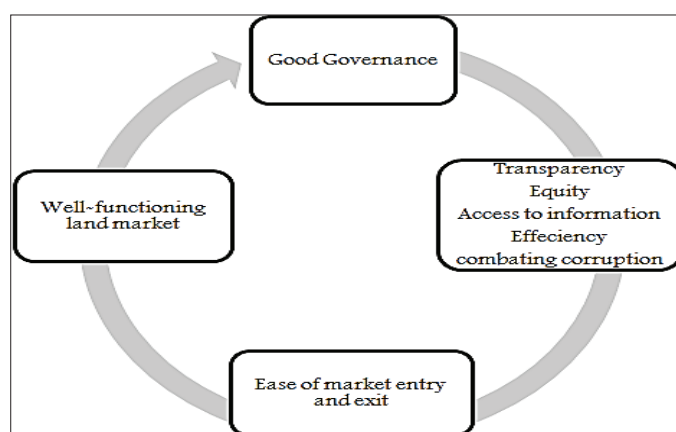 Good Governance
Transparency
Equity
Access to information
Effeciency
combating corruption
Well-functioning
land market
Ease of market entry
and exit